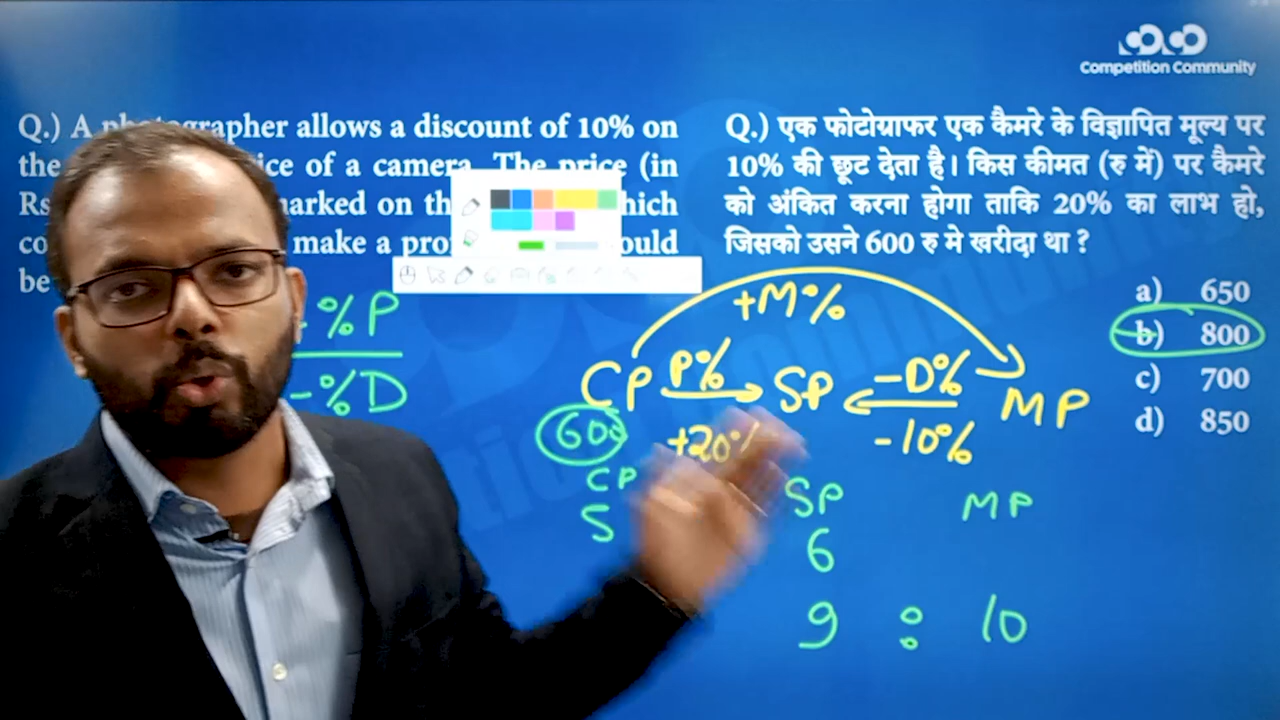 Competition Community
Q.) A photographer allows a discount of 10% on
the ice of a camera. The price (in
Rs marked on th hich
co make a pro ould
be
Q.) एक फोटोग्राफर एक कैमरे के विज्ञापित मूल्य पर
10% की छूट देता है। किस कीमत (रु में) पर कैमरे
को अंकित करना होगा ताकि 20% का लाभ हो,
जिसको उसने 600 रु मे खरीदा था ?
a) 650
b) 800
c) 700
d) 850
%P
-%D
+M%
CP P% SP -D% MP
600 +20% -10%
CP SP MP
5 6
9 : 10